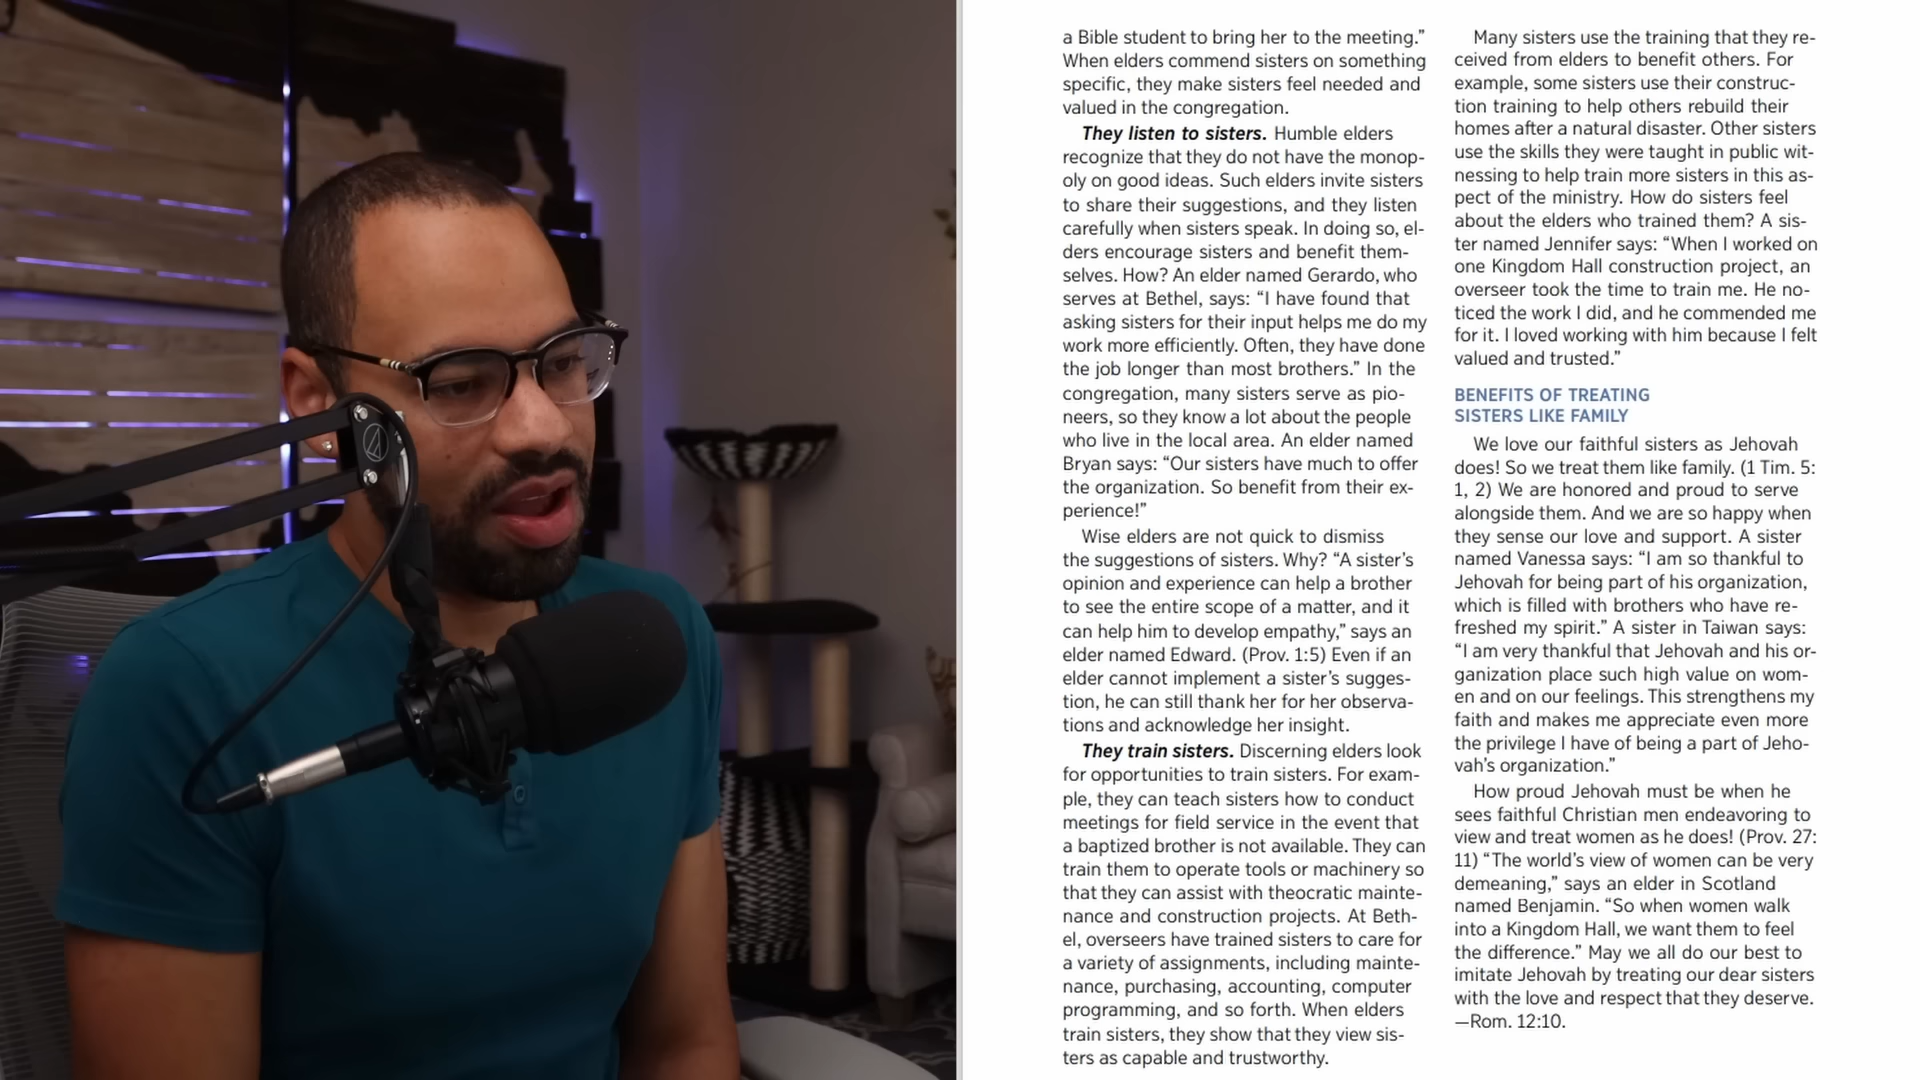 a Bible student to bring her to the meeting.”
When elders commend sisters on something
specific, they make sisters feel needed and
valued in the congregation.
They listen to sisters. Humble elders
recognize that they do not have the monop-
oly on good ideas. Such elders invite sisters
to share their suggestions, and they listen
carefully when sisters speak. In doing so, el-
ders encourage sisters and benefit them-
selves. How? An elder named Gerardo, who
serves at Bethel, says: “I have found that
asking sisters for their input helps me do my
work more efficiently. Often, they have done
the job longer than most brothers.” In the
congregation, many sisters serve as pio-
neers, so they know a lot about the people
who live in the local area. An elder named
Bryan says: “Our sisters have much to offer
the organization. So benefit from their ex-
perience!”
Wise elders are not quick to dismiss
the suggestions of sisters. Why? “A sister’s
opinion and experience can help a brother
to see the entire scope of a matter, and it
can help him to develop empathy,” says an
elder named Edward. (Prov. 1:5) Even if an
elder cannot implement a sister’s sugges-
tion, he can still thank her for her observa-
tions and acknowledge her insight.
They train sisters. Discerning elders look
for opportunities to train sisters. For exam-
ple, they can teach sisters how to conduct
meetings for field service in the event that
a baptized brother is not available. They can
train them to operate tools or machinery so
that they can assist with theocratic mainte-
nance and construction projects. At Beth-
el, overseers have trained sisters to care for
a variety of assignments, including mainte-
nance, purchasing, accounting, computer
programming, and so forth. When elders
train sisters, they show that they view sis-
ters as capable and trustworthy.
Many sisters use the training that they re-
ceived from elders to benefit others. For
example, some sisters use their construc-
tion training to help others rebuild their
homes after a natural disaster. Other sisters
use the skills they were taught in public wit-
nessing to help train more sisters in this as-
pect of the ministry. How do sisters feel
about the elders who trained them? A sis-
ter named Jennifer says: “When I worked on
one Kingdom Hall construction project, an
overseer took the time to train me. He no-
ticed the work I did, and he commended me
for it. I loved working with him because I felt
valued and trusted.”
BENEFITS OF TREATING
SISTERS LIKE FAMILY
We love our faithful sisters as Jehovah
does! So we treat them like family. (1 Tim. 5:
1, 2) We are honored and proud to serve
alongside them. And we are so happy when
they sense our love and support. A sister
named Vanessa says: “I am so thankful to
Jehovah for being part of his organization,
which is filled with brothers who have re-
freshed my spirit.” A sister in Taiwan says:
“I am very thankful that Jehovah and his or-
ganization place such high value on wom-
en and on our feelings. This strengthens my
faith and makes me appreciate even more
the privilege I have of being a part of Jeho-
vah’s organization.”
How proud Jehovah must be when he
sees faithful Christian men endeavoring to
view and treat women as he does! (Prov. 27:
11) “The world’s view of women can be very
demeaning,” says an elder in Scotland
named Benjamin. “So when women walk
into a Kingdom Hall, we want them to feel
the difference.” May we all do our best to
imitate Jehovah by treating our dear sisters
with the love and respect that they deserve.
—Rom. 12:10.